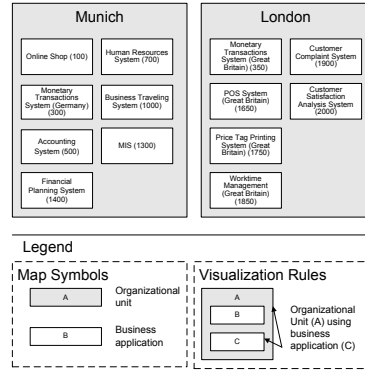 Munich
Online Shop (100)
Human Resources
System (700)
Monetary
Transactions
System (Germany)
(300)
Business Traveling
System (1000)
Accounting
System (500)
MIS (1300)
Financial
Planning System
(1400)
London
Monetary
Transactions
System (Great
Britain) (350)
Customer
Complaint System
(1900)
POS System
(Great Britain)
(1650)
Customer
Satisfaction
Analysis System
(2000)
Price Tag Printing
System (Great
Britain) (1750)
Worktime
Management
(Great Britain)
(1850)
Legend
Map Symbols
A
Organizational
unit
B
Business
application
Visualization Rules
A
B
C
Organizational
Unit (A) using
business
application (C)